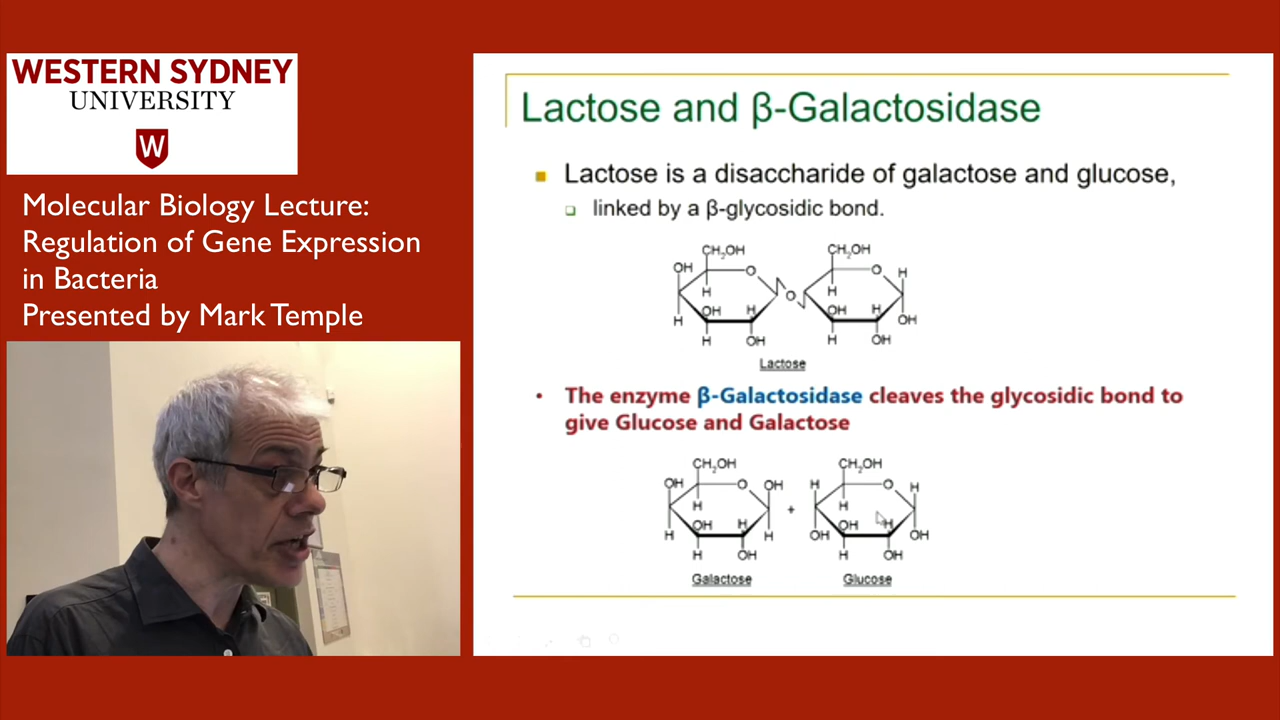 WESTERN SYDNEY
UNIVERSITY
W
Molecular Biology Lecture:
Regulation of Gene Expression
in Bacteria
Presented by Mark Temple
Lactose and β-Galactosidase
Lactose is a disaccharide of galactose and glucose,
linked by a β-glycosidic bond.
CH₂OH CH₂OH
OH O O H
H O H
OH H OH H
H OH
H OH H OH
Lactose
• The enzyme β-Galactosidase cleaves the glycosidic bond to
give Glucose and Galactose
CH₂OH CH₂OH
OH O OH H O H
H + H
OH H OH H
H H OH OH
H OH H OH
Galactose Glucose